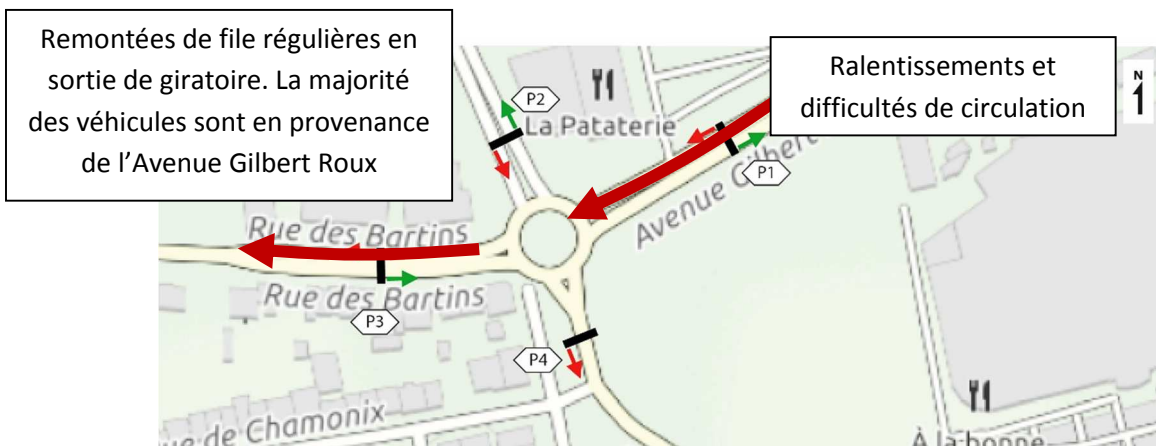 Remontées de file régulières en
sortie de giratoire. La majorité
des véhicules sont en provenance
de l’Avenue Gilbert Roux
Ralentissements et
difficultés de circulation
N
P2
La Pataterie
P1
Avenue Gilbert
Rue des Bartins
Rue des Bartins
P3
P4
ue de Chamonix
À la bonne